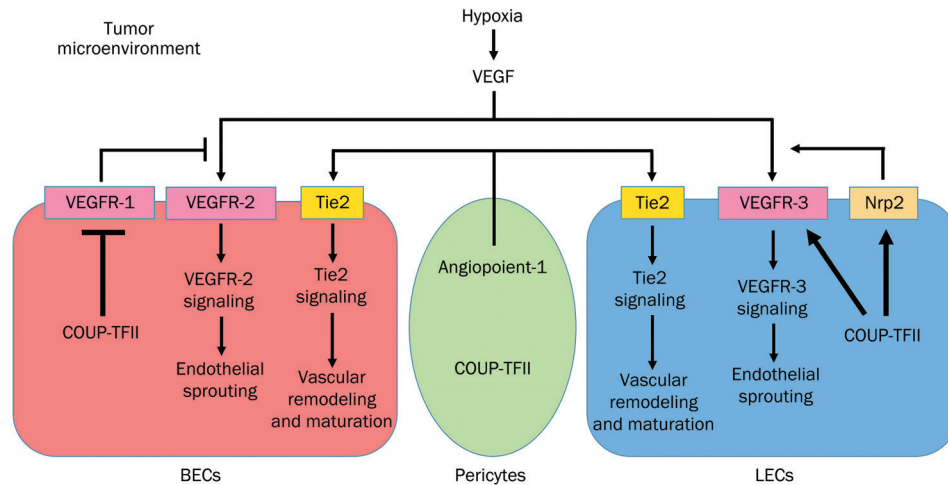 Tumor
microenvironment
Hypoxia
VEGF
VEGFR-1
VEGFR-2
Tie2
Tie2
VEGFR-3
Nrp2
VEGFR-2
signaling
Tie2
signaling
COUP-TFII
Endothelial
sprouting
Vascular
remodeling
and maturation
Angiopoient-1
COUP-TFII
Tie2
signaling
VEGFR-3
signaling
COUP-TFII
Vascular
remodeling
and maturation
Endothelial
sprouting
BECs
Pericytes
LECs